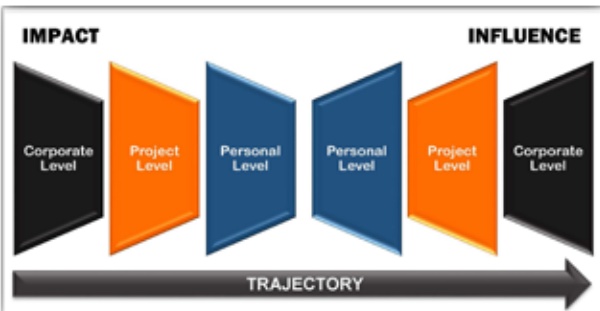 IMPACT
INFLUENCE
Corporate
Level
Project
Level
Personal
Level
Personal
Level
Project
Level
Corporate
Level
TRAJECTORY